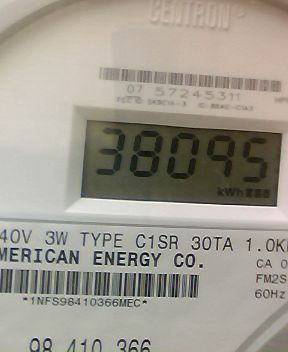 CENTRON
07 57245311
38095
kWh
40V 3W TYPE C1SR 30TA 1.0K
MERICAN ENERGY CO.
CA 0
FM2S
60Hz
*1NFS98410366MEC*
98 410 366